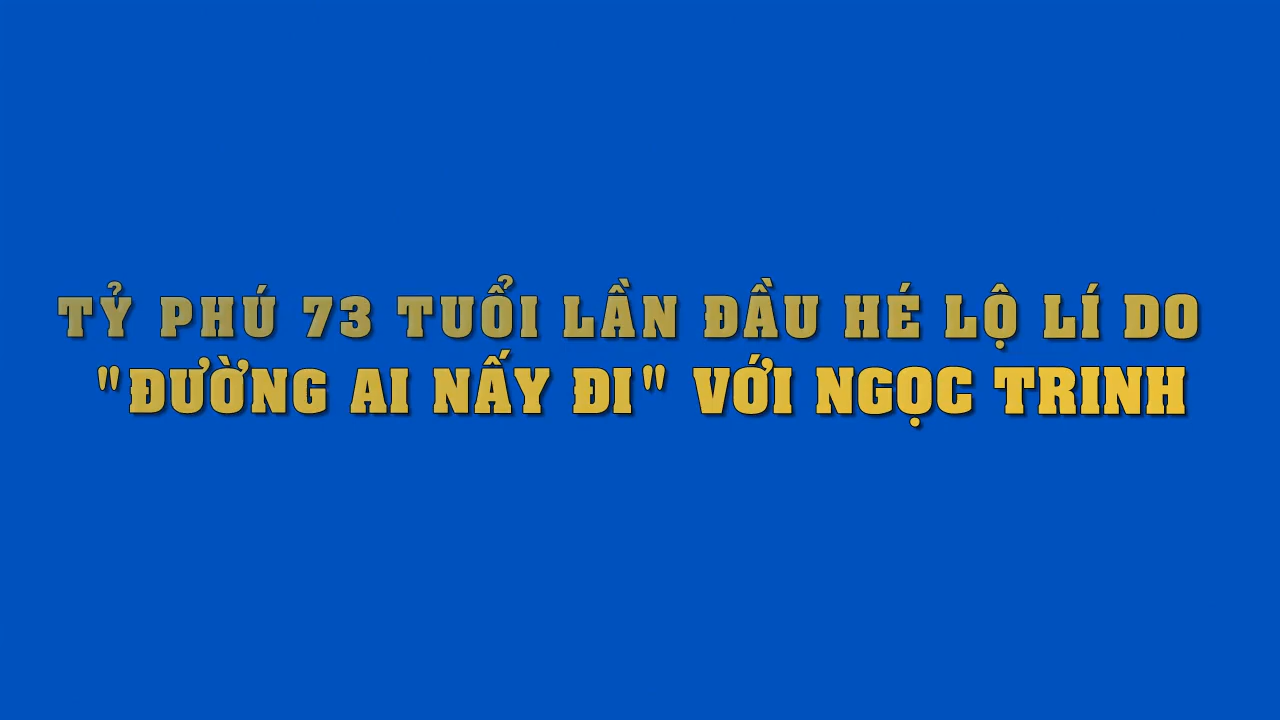 TỶ PHÚ 73 TUỔI LẦN ĐẦU HÉ LỘ LÍ DO
"ĐƯỜNG AI NẤY ĐI" VỚI NGỌC TRINH